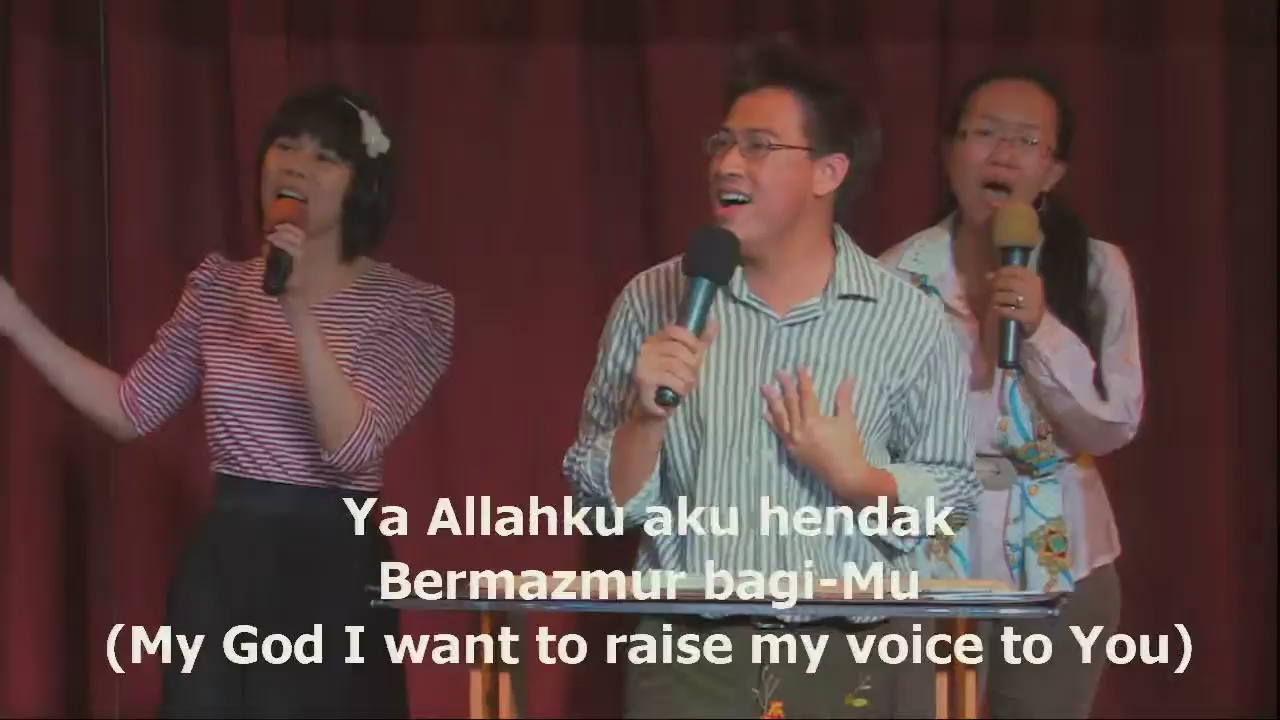 Ya Allahku aku hendak
Bermazmur bagi-Mu
(My God I want to raise my voice to You)